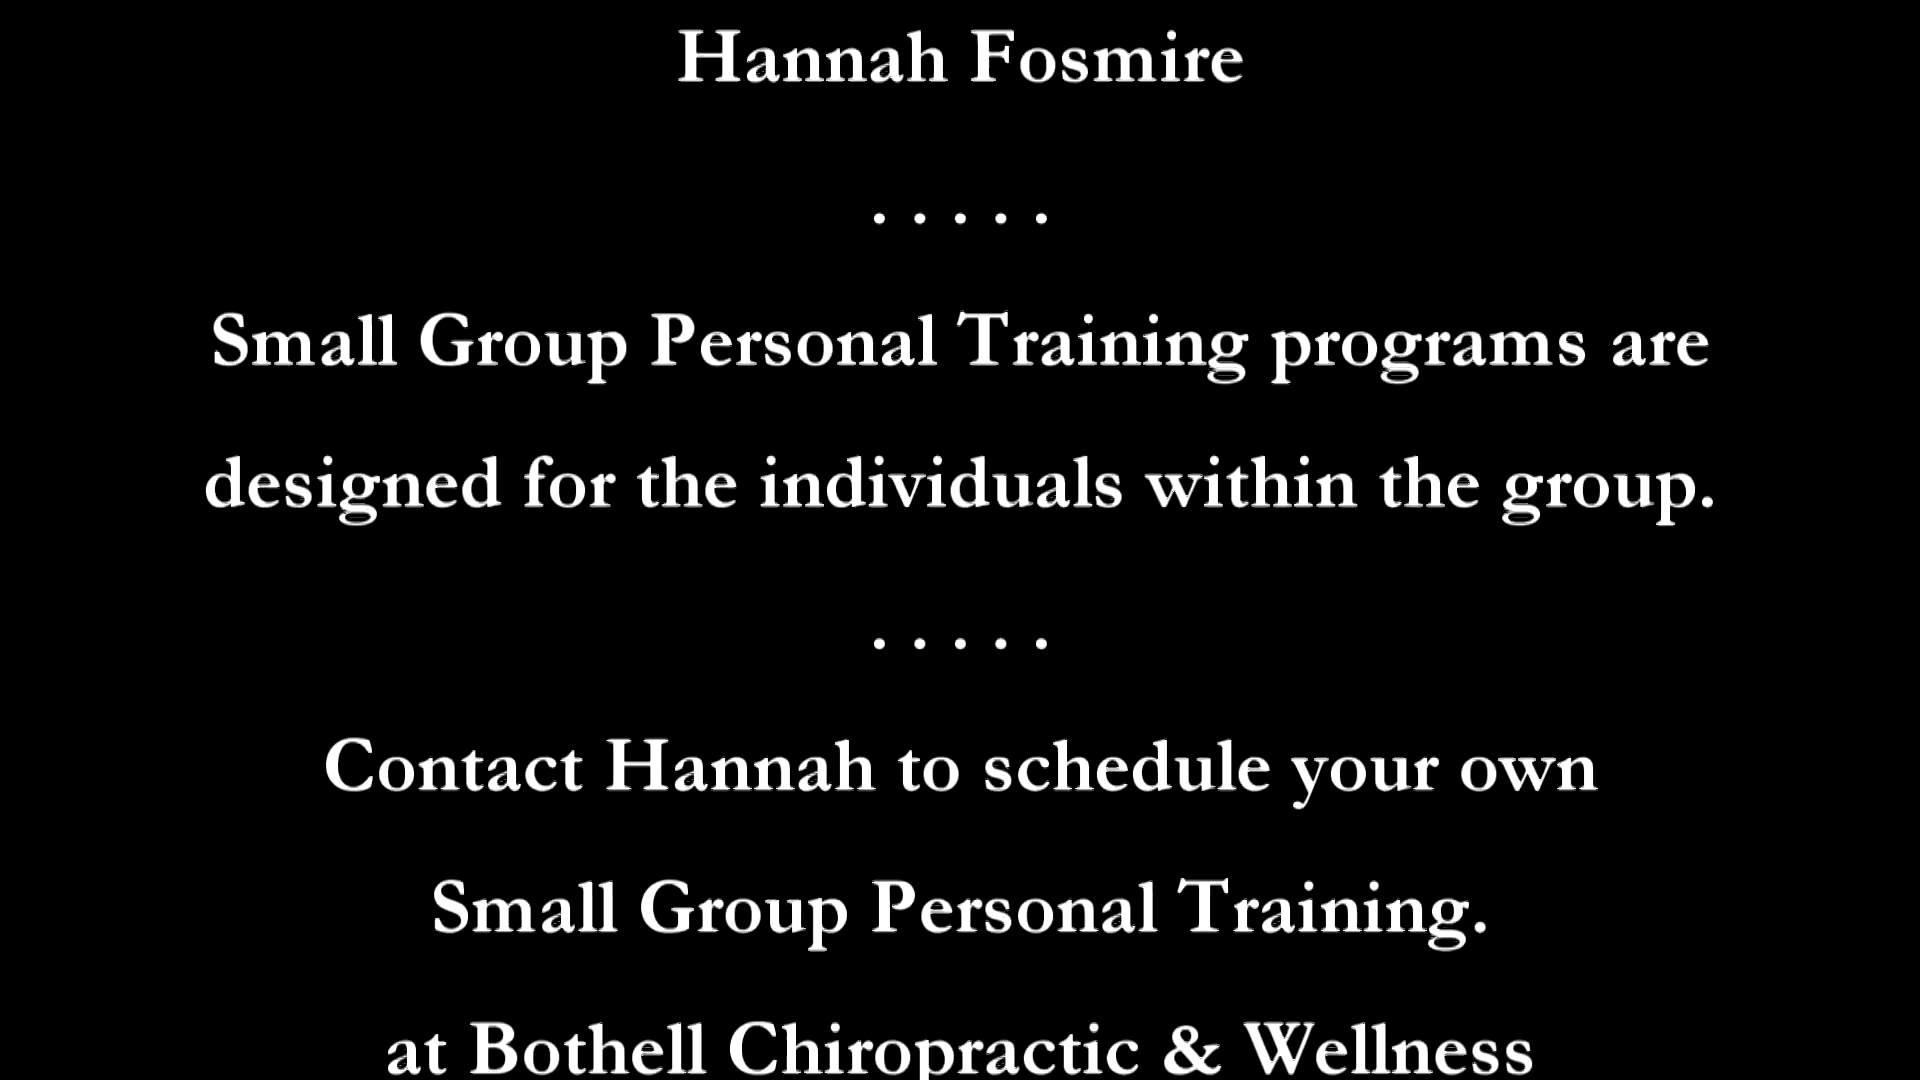 Hannah Fosmire
. . . . .
Small Group Personal Training programs are
designed for the individuals within the group.
. . . . .
Contact Hannah to schedule your own
Small Group Personal Training.
at Bothell Chiropractic & Wellness